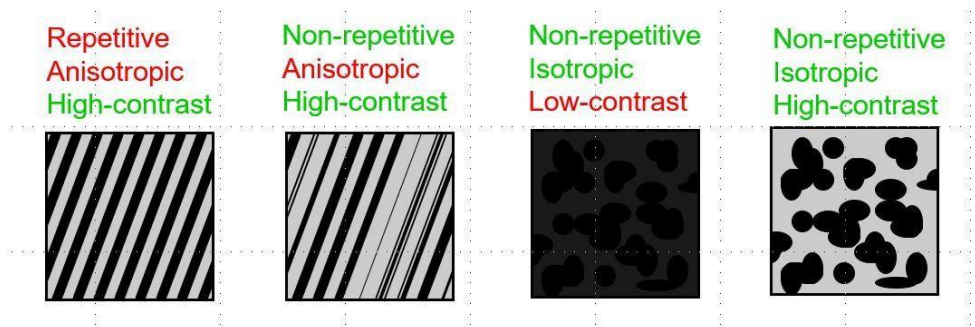 Repetitive
Anisotropic
High-contrast
Non-repetitive
Anisotropic
High-contrast
Non-repetitive
Isotropic
Low-contrast
Non-repetitive
Isotropic
High-contrast